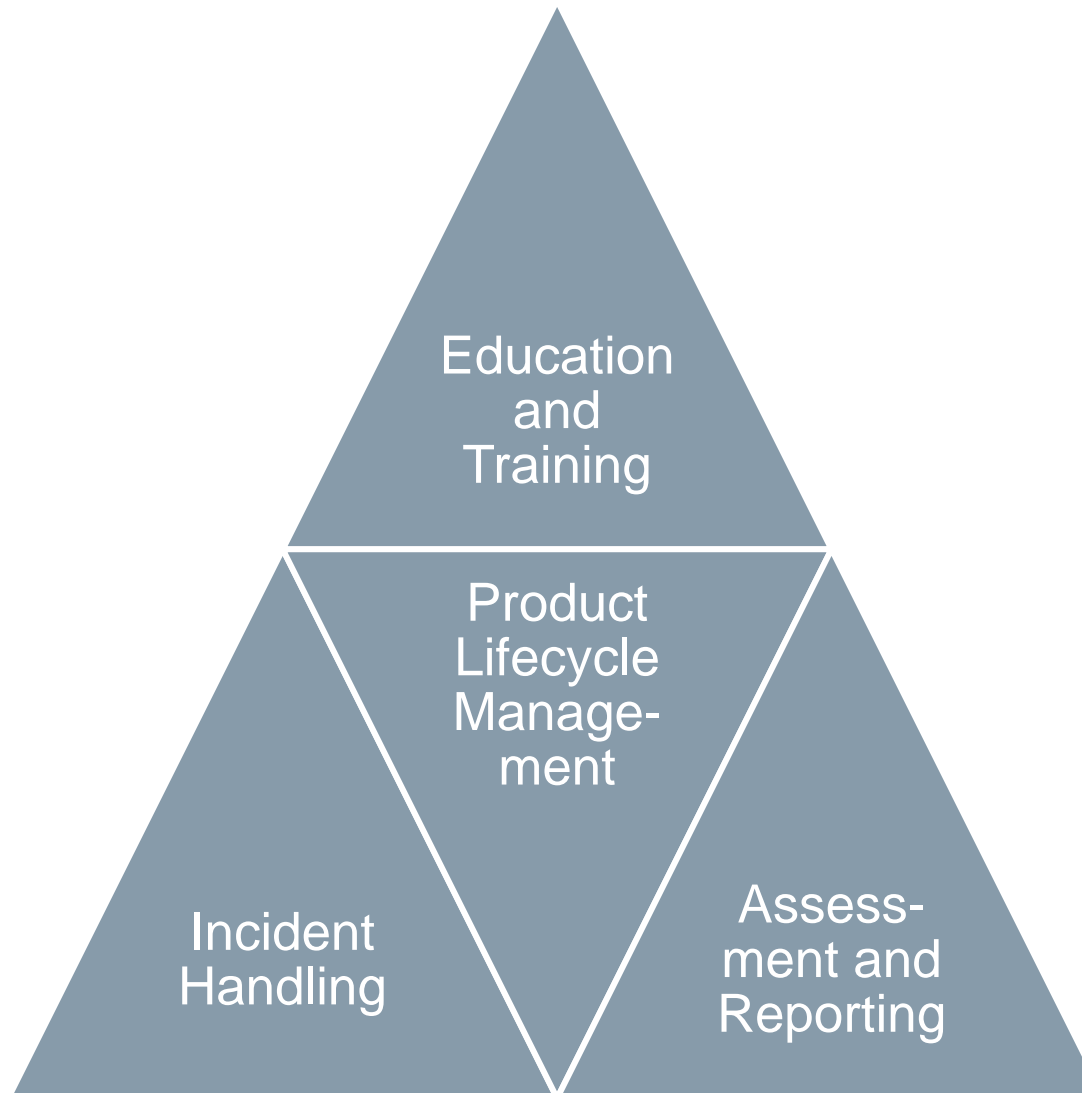 Education
and
Training
Product
Lifecycle
Manage-
ment
Incident
Handling
Assess-
ment and
Reporting